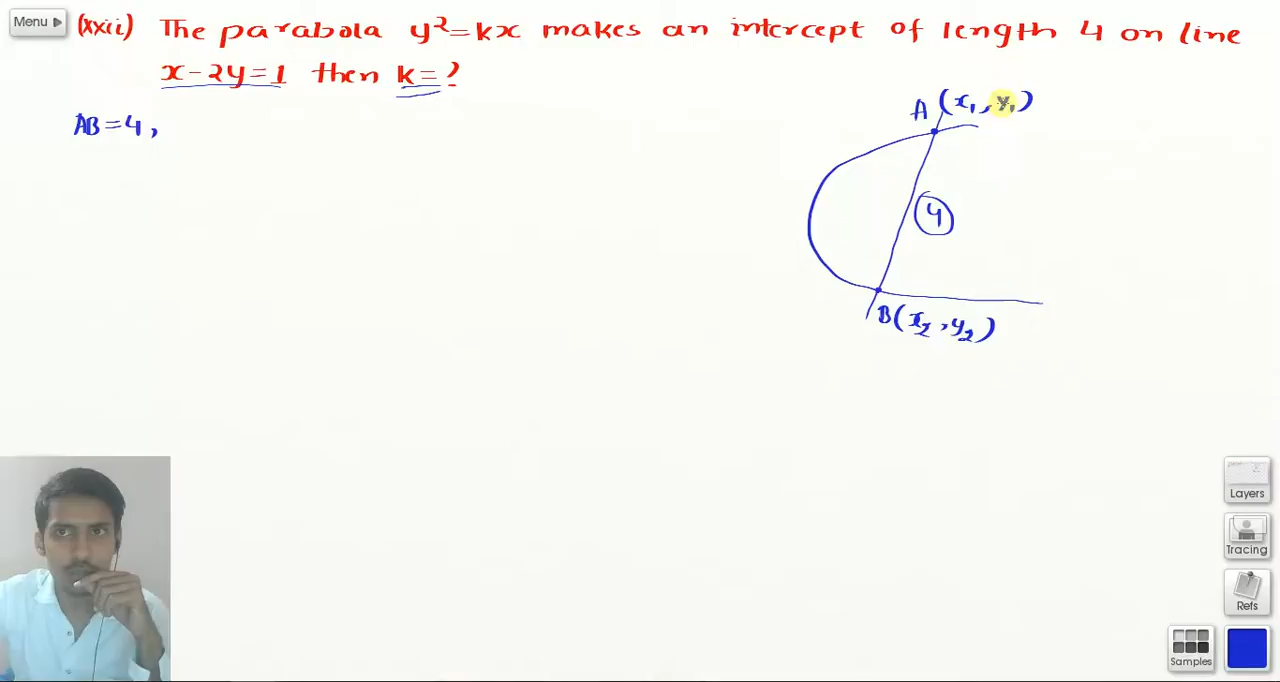 Menu
(xxii) The parabola y²=kx makes an intercept of length 4 on line
x-2y=1 then k=?
AB=4,
A (x₁, y₁)
4
B(x₂, y₂)
Layers
Tracing
Refs
Samples